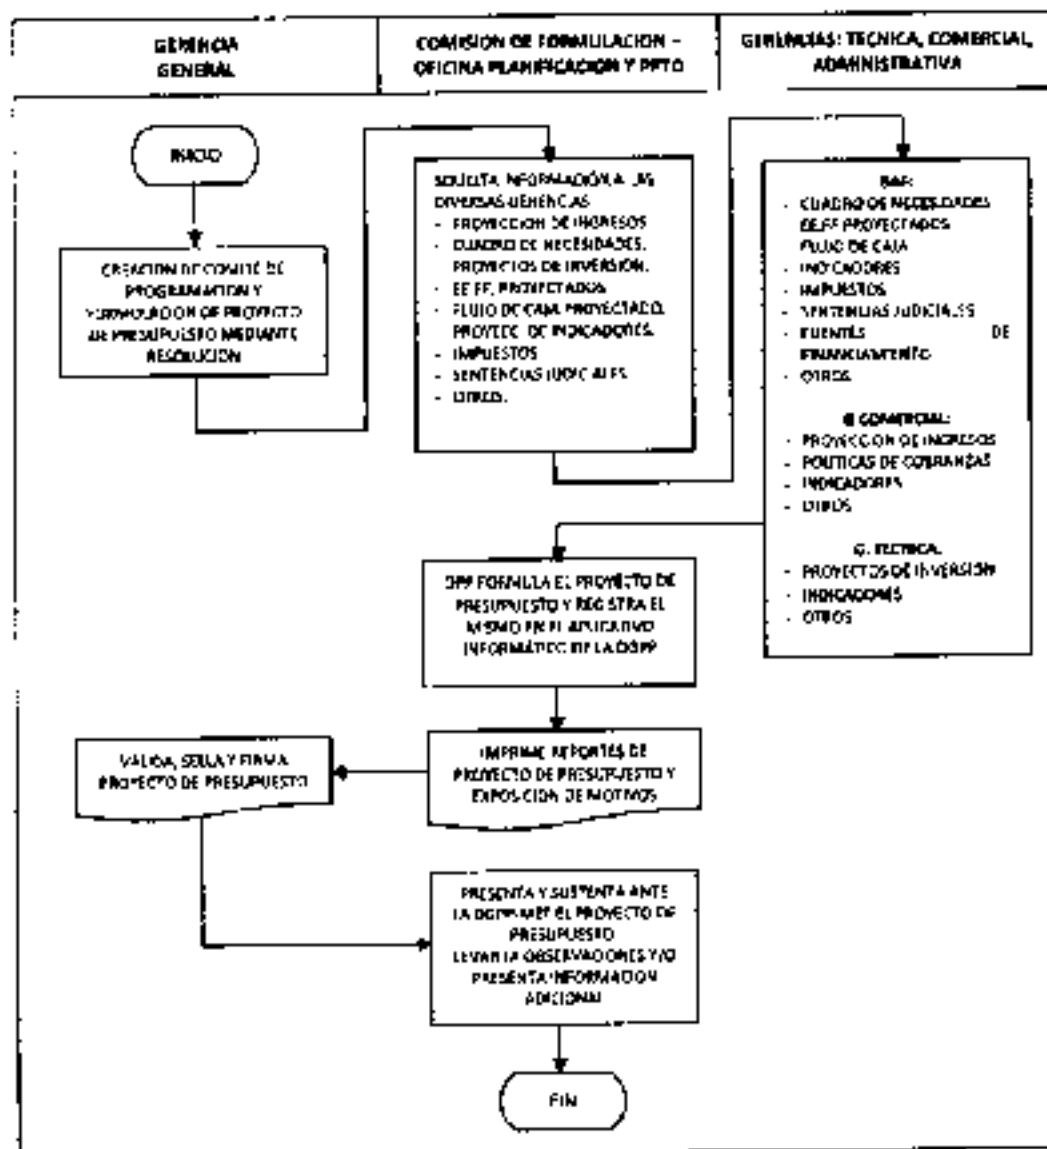 GERENCIA
GENERAL
COMISION DE FORMULACION –
OFICINA PLANIFICACION Y PPTO
GERENCIAS: TECNICA, COMERCIAL,
ADMINISTRATIVA
INICIO
CREACION DE COMITÉ DE
PROGRAMACION Y
FORMULACION DE PROYECTO
DE PRESUPUESTO MEDIANTE
RESOLUCION
SOLICITA INFORMACIÓN A LAS
DIVERSAS GERENCIAS
- PROYECCION DE INGRESOS
- CUADRO DE NECESIDADES.
PROYECTOS DE INVERSIÓN.
- EE.FF. PROYECTADOS
- FLUJO DE CAJA PROYECTADO.
PROYECC. DE INDICADORES.
- IMPUESTOS
- SENTENCIAS JUDICIALES
- OTROS.
- CUADRO DE NECESIDADES
EE.FF PROYECTADOS
FLUJO DE CAJA
- INDICADORES
- IMPUESTOS
- SENTENCIAS JUDICIALES
- FUENTES DE
FINANCIAMIENTO
- OTROS
COMERCIAL:
- PROYECCION DE INGRESOS
- POLITICAS DE COBRANZAS
- INDICADORES
- OTROS
G. TECNICA.
- PROYECTOS DE INVERSIÓN
- INDICADORES
- OTROS
OPP FORMULA EL PROYECTO DE
PRESUPUESTO Y REGISTRA EL
MISMO EN EL APLICATIVO
INFORMÁTICO DE LA DGPP
IMPRIME REPORTES DE
PROYECTO DE PRESUPUESTO Y
EXPOSICION DE MOTIVOS
VALIDA, SELLA Y FIRMA
PROYECTO DE PRESUPUESTO
PRESENTA Y SUSTENTA ANTE
LA DGPP-MEF EL PROYECTO DE
PRESUPUESTO
LEVANTA OBSERVACIONES Y/O
PRESENTA INFORMACION
ADICIONAL
FIN